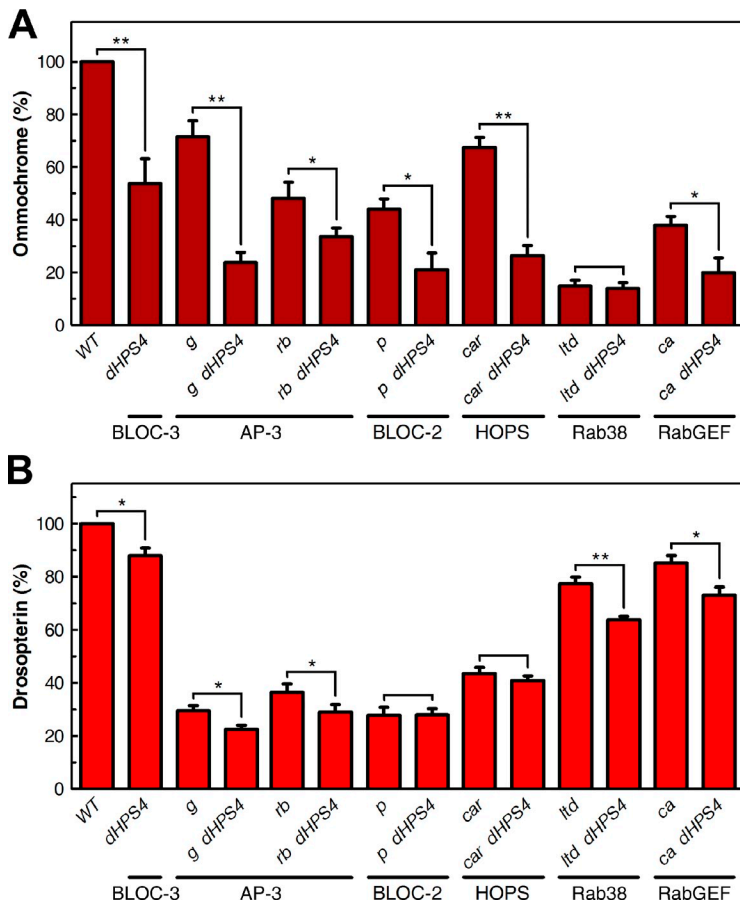 A
Ommochrome (%)
100
80
60
40
20
0
** ** * * ** *
WT dHPS4 g g dHPS4 rb rb dHPS4 p p dHPS4 car car dHPS4 ltd ltd dHPS4 ca ca dHPS4
BLOC-3 AP-3 BLOC-2 HOPS Rab38 RabGEF
B
Drosopterin (%)
100
80
60
40
20
0
* * * ** *
WT dHPS4 g g dHPS4 rb rb dHPS4 p p dHPS4 car car dHPS4 ltd ltd dHPS4 ca ca dHPS4
BLOC-3 AP-3 BLOC-2 HOPS Rab38 RabGEF